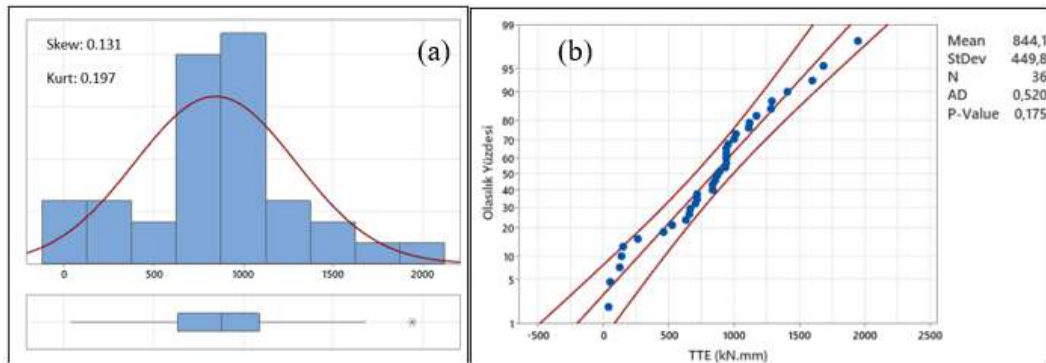 Skew: 0.131
(a)
Kurt: 0.197
0 500 1000 1500 2000
(b)
99
95
90
80
70
60
50
40
30
20
10
5
1
Olasılık Yüzdesi
-500 0 500 1000 1500 2000 2500
TTE (kN.mm)
Mean 844,1
StDev 449,8
N 36
AD 0,520
P-Value 0,175